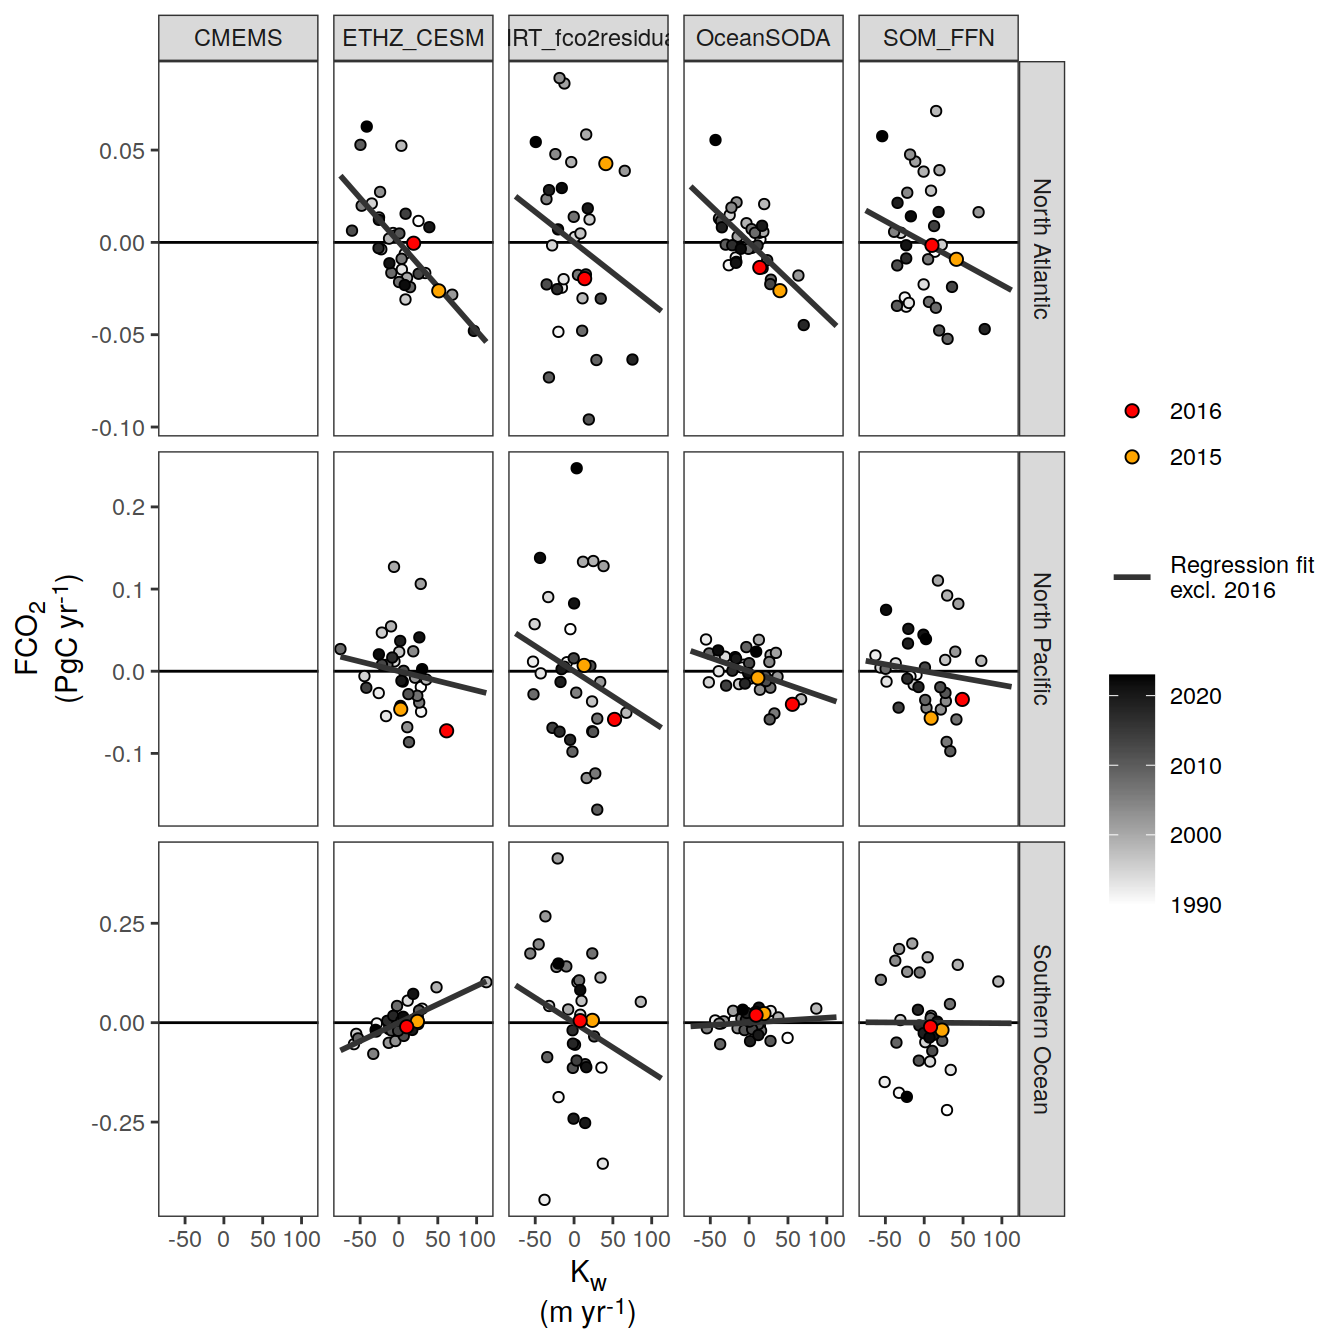 CMEMS ETHZ_CESM IRT_fco2residua OceanSODA SOM_FFN
0.05
0.00
-0.05
-0.10
North Atlantic
0.2
0.1
0.0
-0.1
North Pacific
0.25
0.00
-0.25
Southern Ocean
-50 0 50 100 -50 0 50 100 -50 0 50 100 -50 0 50 100 -50 0 50 100
Kw
(m yr-1)
FCO2
(PgC yr-1)
2016
2015
Regression fit
excl. 2016
2020
2010
2000
1990